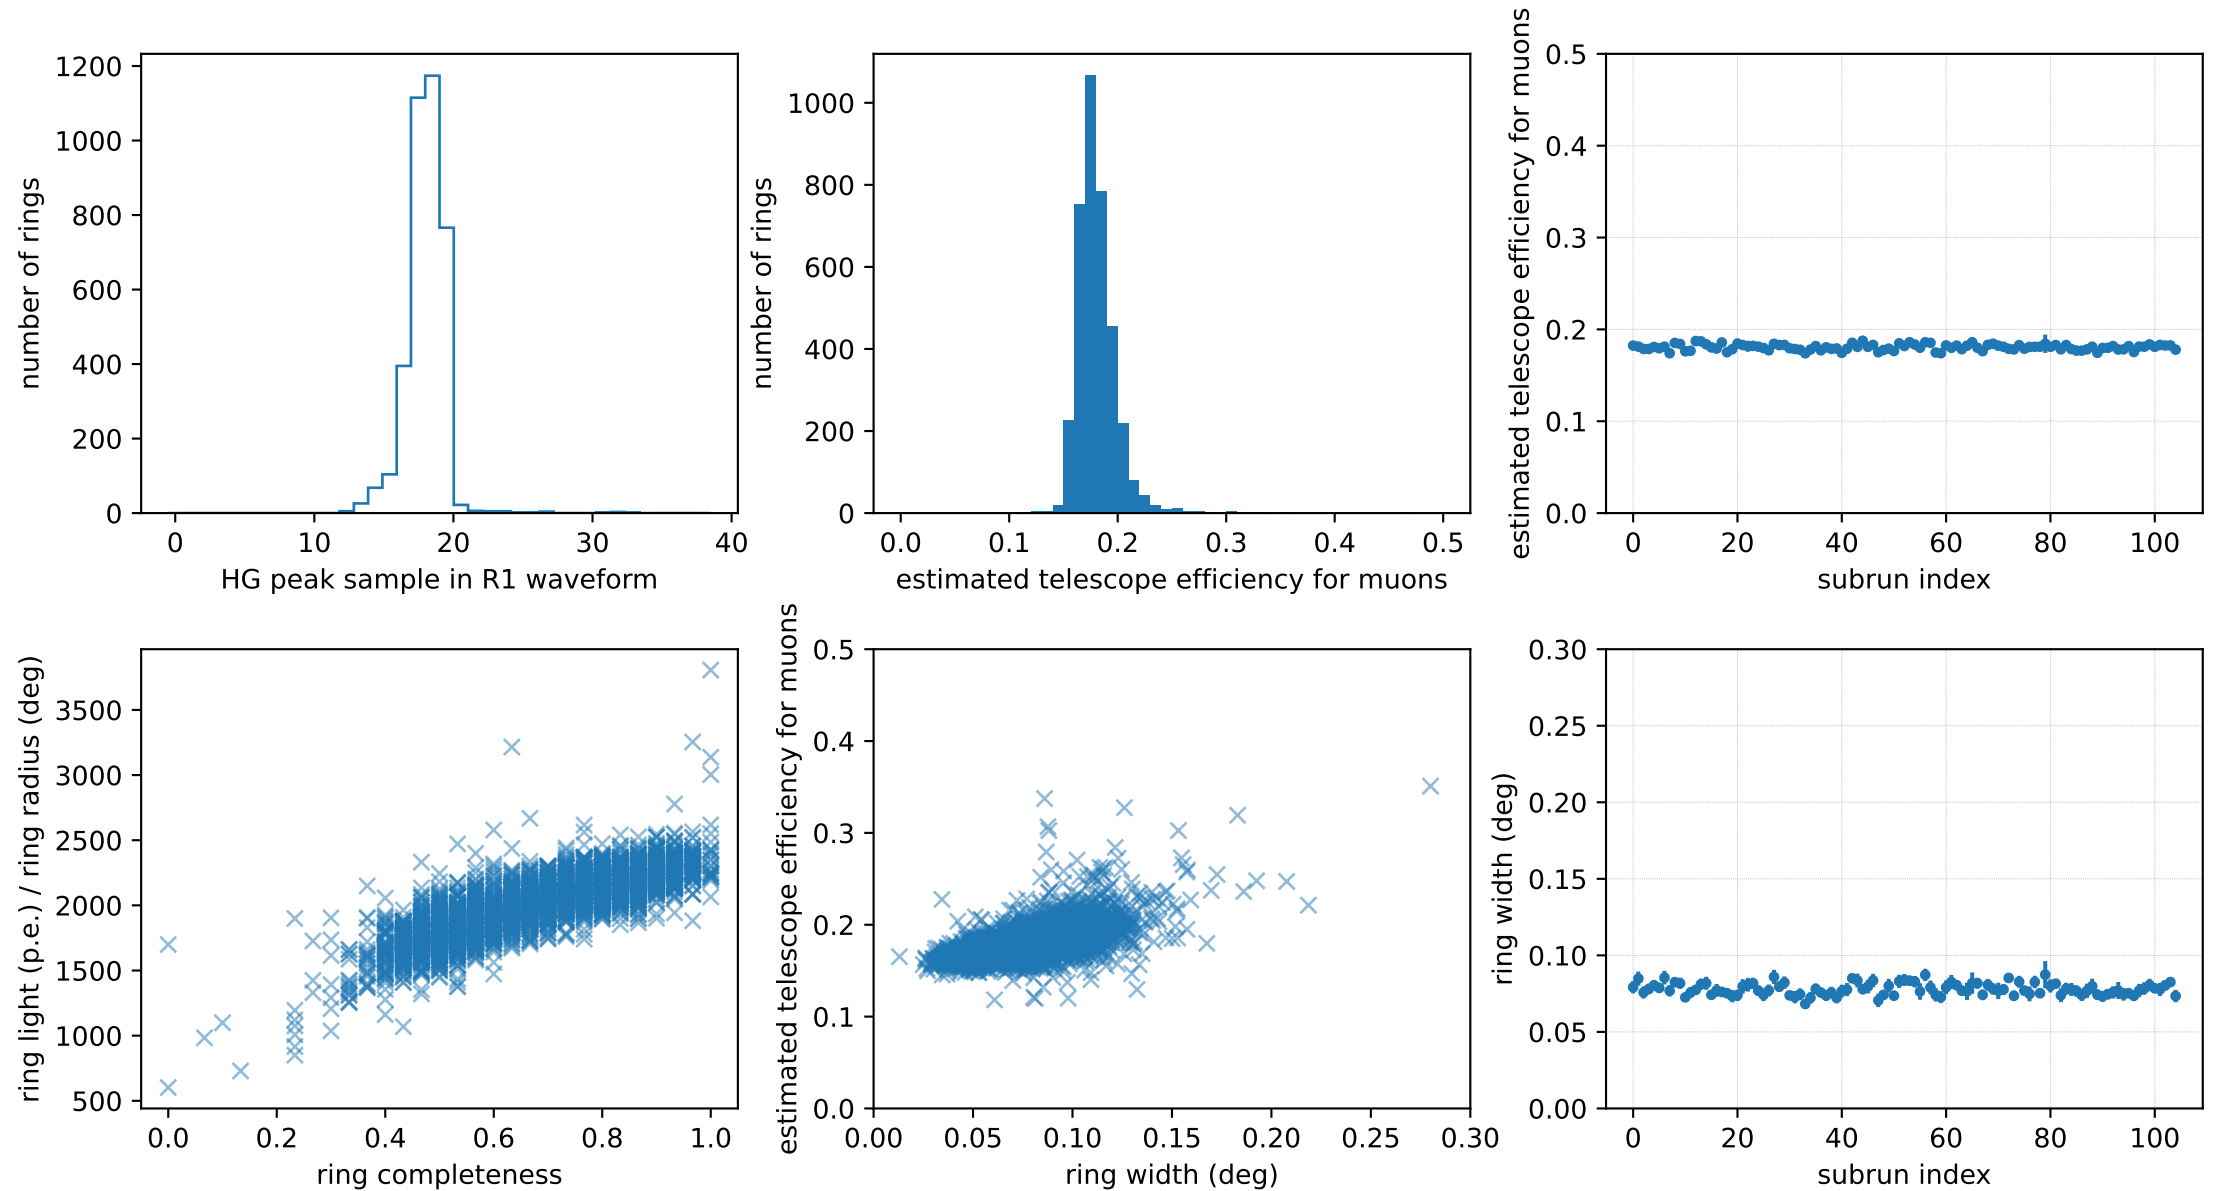 number of rings
1200
1000
800
600
400
200
0
0 10 20 30 40
HG peak sample in R1 waveform
number of rings
1000
800
600
400
200
0
0.0 0.1 0.2 0.3 0.4 0.5
estimated telescope efficiency for muons
estimated telescope efficiency for muons
0.5
0.4
0.3
0.2
0.1
0.0
0 20 40 60 80 100
subrun index
ring light (p.e.) / ring radius (deg)
3500
3000
2500
2000
1500
1000
500
0.0 0.2 0.4 0.6 0.8 1.0
ring completeness
estimated telescope efficiency for muons
0.5
0.4
0.3
0.2
0.1
0.0
0.00 0.05 0.10 0.15 0.20 0.25 0.30
ring width (deg)
ring width (deg)
0.30
0.25
0.20
0.15
0.10
0.05
0.00
0 20 40 60 80 100
subrun index